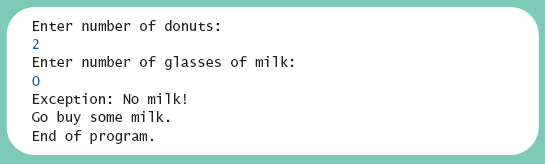 Enter number of donuts:
2
Enter number of glasses of milk:
0
Exception: No milk!
Go buy some milk.
End of program.